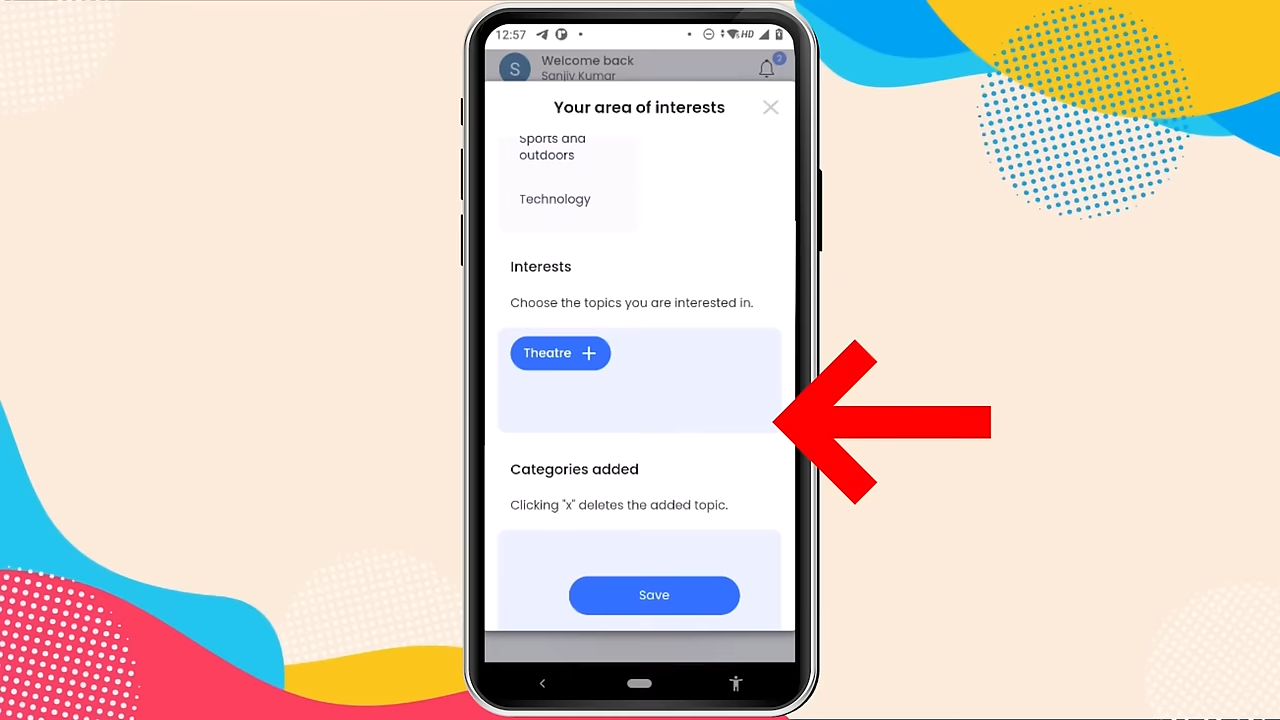 12:57 HD
S Welcome back 2
Sanjiv Kumar
Your area of interests
Sports and
outdoors
Technology
Interests
Choose the topics you are interested in.
Theatre +
Categories added
Clicking "x" deletes the added topic.
Save